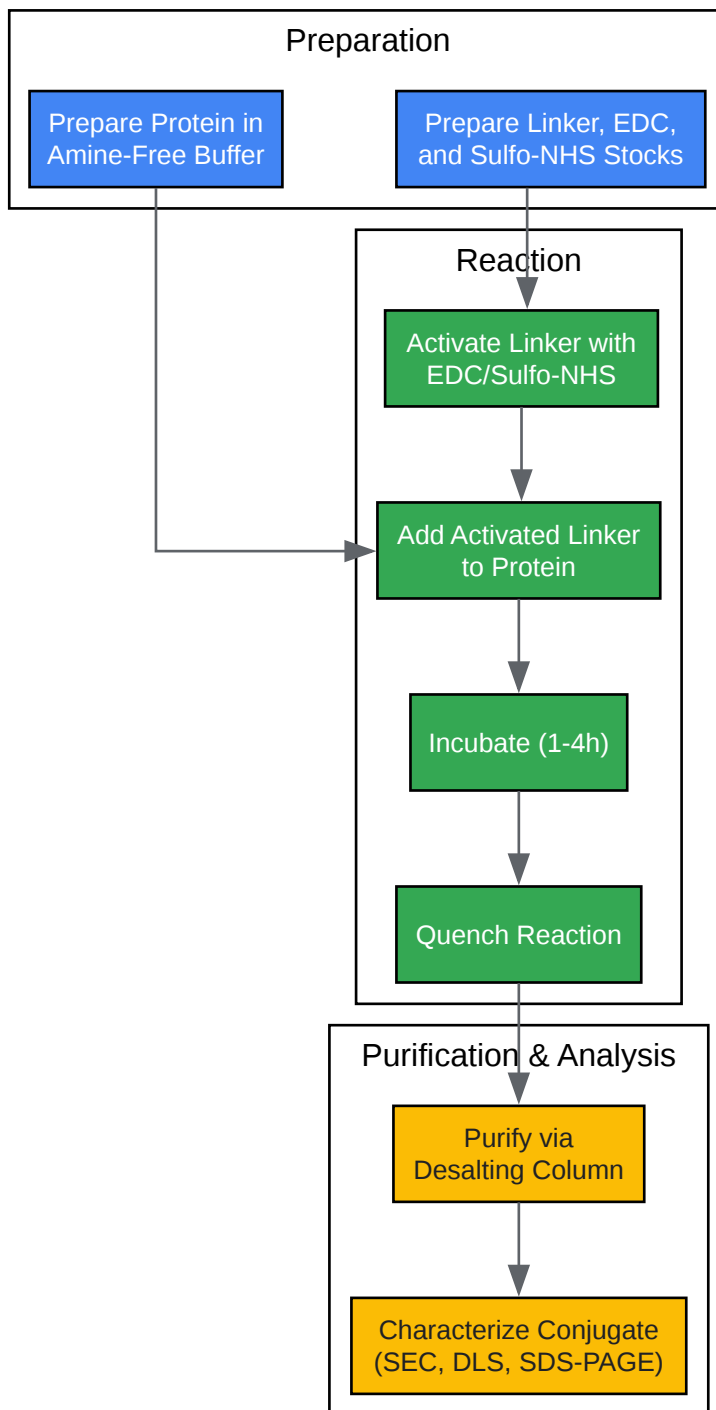 Preparation
Prepare Protein in
Amine-Free Buffer
Prepare Linker, EDC,
and Sulfo-NHS Stocks
Reaction
Activate Linker with
EDC/Sulfo-NHS
Add Activated Linker
to Protein
Incubate (1-4h)
Quench Reaction
Purification & Analysis
Purify via
Desalting Column
Characterize Conjugate
(SEC, DLS, SDS-PAGE)